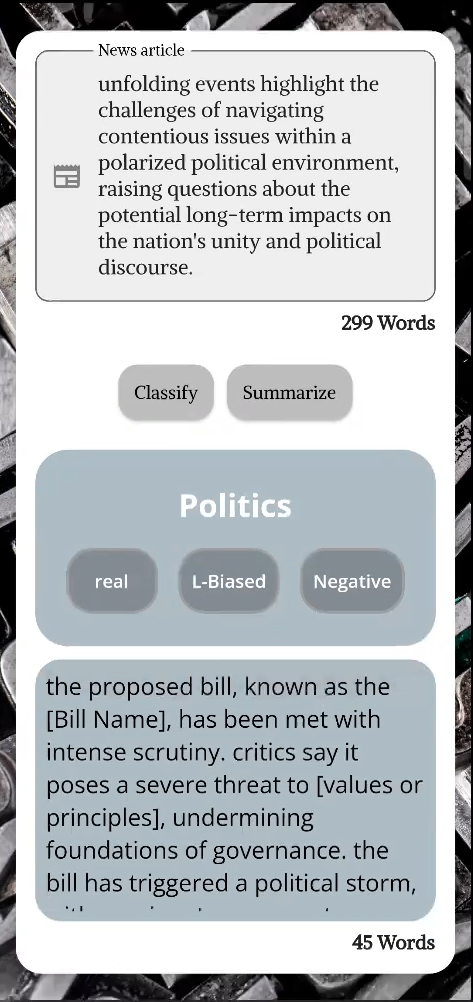 News article
unfolding events highlight the
challenges of navigating
contentious issues within a
polarized political environment,
raising questions about the
potential long-term impacts on
the nation's unity and political
discourse.
299 Words
Classify Summarize
Politics
real L-Biased Negative
the proposed bill, known as the
[Bill Name], has been met with
intense scrutiny. critics say it
poses a severe threat to [values or
principles], undermining
foundations of governance. the
bill has triggered a political storm,
45 Words